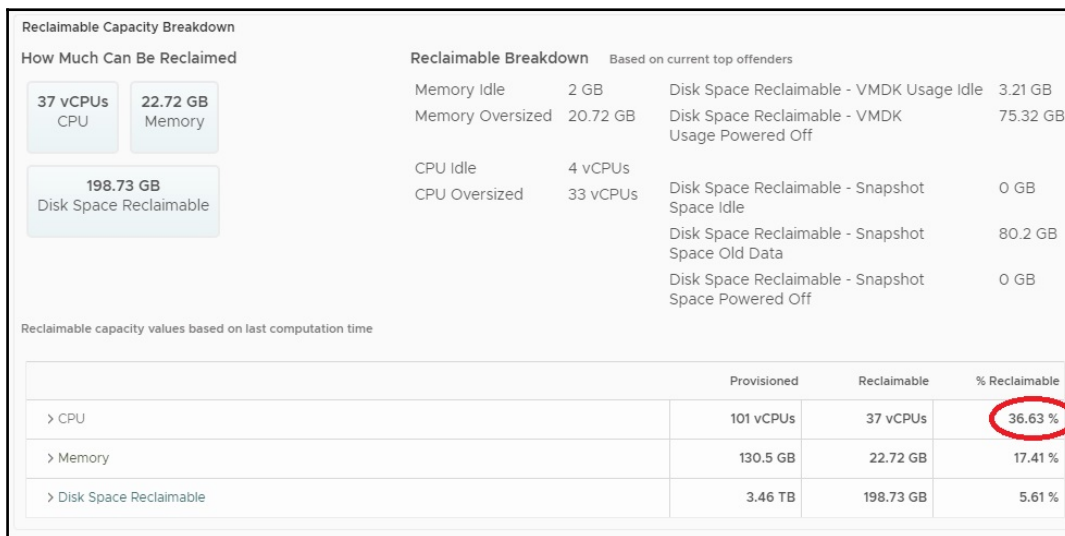 Reclaimable Capacity Breakdown
How Much Can Be Reclaimed
37 vCPUs
CPU
22.72 GB
Memory
198.73 GB
Disk Space Reclaimable
Reclaimable Breakdown Based on current top offenders
Memory Idle 2 GB
Memory Oversized 20.72 GB
CPU Idle 4 vCPUs
CPU Oversized 33 vCPUs
Disk Space Reclaimable - VMDK Usage Idle 3.21 GB
Disk Space Reclaimable - VMDK 75.32 GB
Usage Powered Off
Disk Space Reclaimable - Snapshot 0 GB
Space Idle
Disk Space Reclaimable - Snapshot 80.2 GB
Space Old Data
Disk Space Reclaimable - Snapshot 0 GB
Space Powered Off
Reclaimable capacity values based on last computation time
Provisioned Reclaimable % Reclaimable
> CPU 101 vCPUs 37 vCPUs 36.63 %
> Memory 130.5 GB 22.72 GB 17.41 %
> Disk Space Reclaimable 3.46 TB 198.73 GB 5.61 %